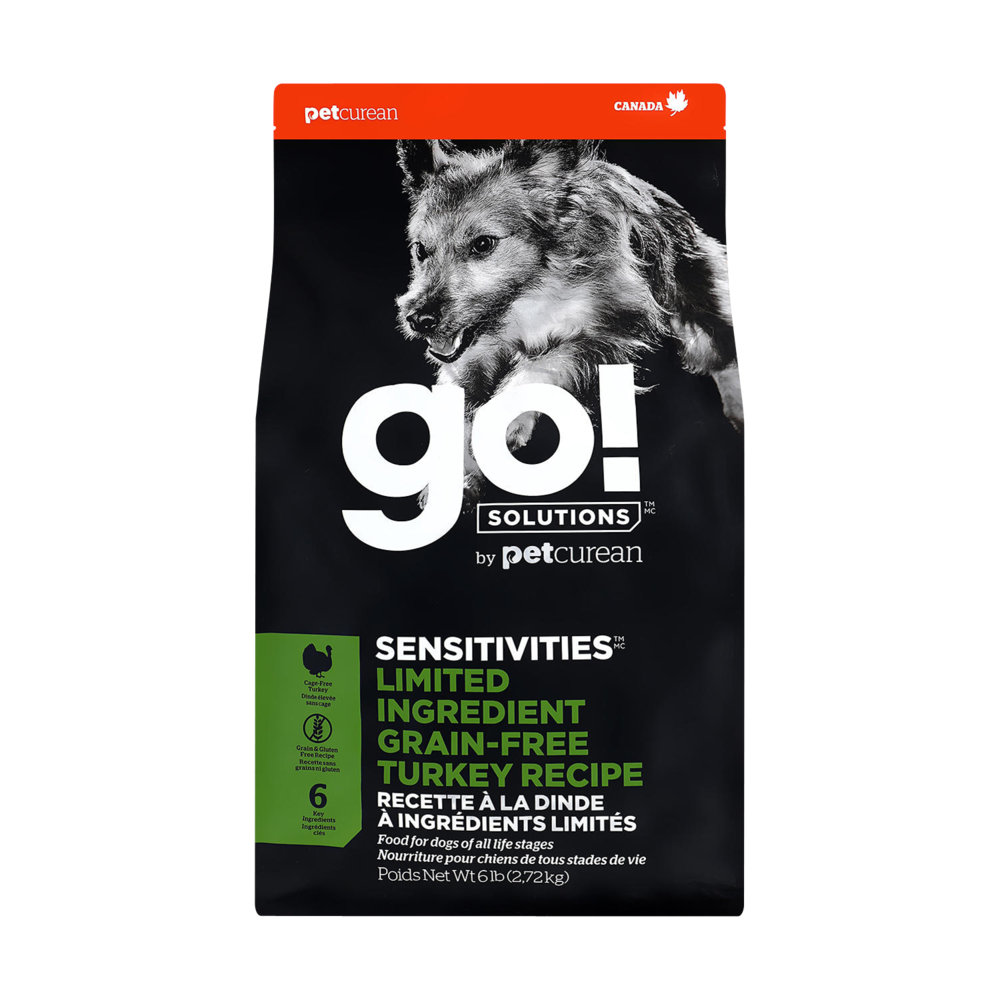 petcurean
CANADA
go!
SOLUTIONS
TM
MC
by petcurean
SENSITIVITIES TM
MC
LIMITED
INGREDIENT
GRAIN-FREE
TURKEY RECIPE
RECETTE À LA DINDE
À INGRÉDIENTS LIMITÉS
Food for dogs of all life stages
Nourriture pour chiens de tous stades de vie
Poids Net Wt 6 lb (2,72 kg)
Cage-Free
Turkey
Dinde élevée
sans cage
Grain & Gluten
Free Recipe
Recette sans
grains ni gluten
6
Key
Ingredients
Ingrédients
clés